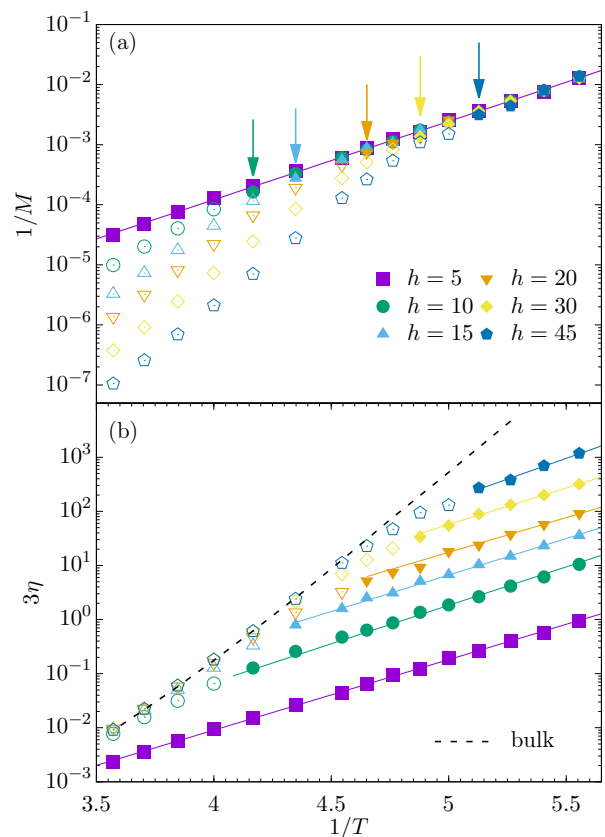 10^{-1}
(a)
10^{-2}
10^{-3}
10^{-4}
10^{-5}
10^{-6}
10^{-7}
1/M
h = 5 h = 20
h = 10 h = 30
h = 15 h = 45
(b)
10^{3}
10^{2}
10^{1}
10^{0}
10^{-1}
10^{-2}
10^{-3}
3η
bulk
3.5 4 4.5 5 5.5
1/T